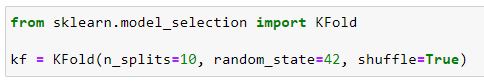 from sklearn.model_selection import KFold
kf = KFold(n_splits=10, random_state=42, shuffle=True)